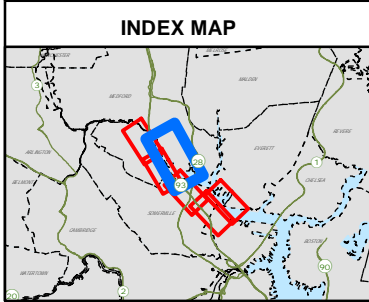 INDEX MAP
MALDEN
3
MEDFORD
REVERE
ARLINGTON
EVERETT
28
1
CHELSEA
BELMONT
93
SOMERVILLE
CAMBRIDGE
BOSTON
WATERTOWN
90
20
2